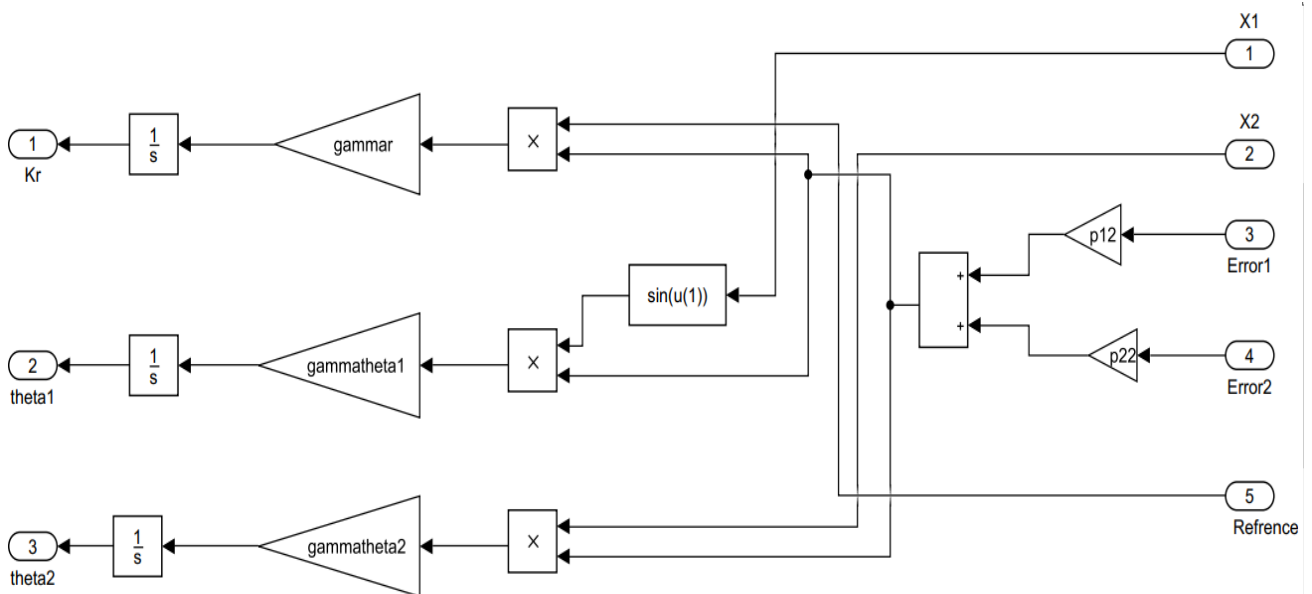 X1
1
X2
2
1
Kr
1
s
gammar
X
p12
3
Error1
+
+
sin(u(1))
2
theta1
1
s
gammatheta1
X
p22
4
Error2
5
Refrence
3
theta2
1
s
gammatheta2
X